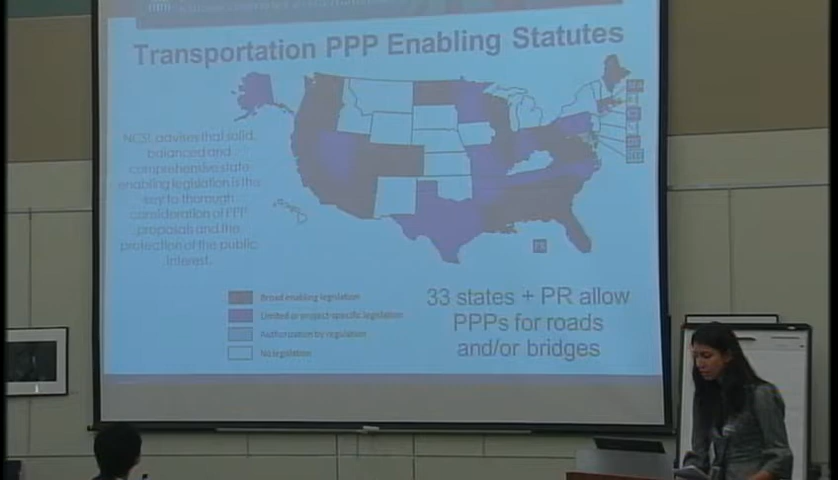 Transportation PPP Enabling Statutes
NCSL advises that solid,
balanced and
comprehensive state
enabling legislation is the
key to thorough
consideration of PPP
proposals and the
protection of the public
interest.
PR
Broad enabling legislation
Limited or project-specific legislation
Authorization by regulation
No legislation
33 states + PR allow
PPPs for roads
and/or bridges